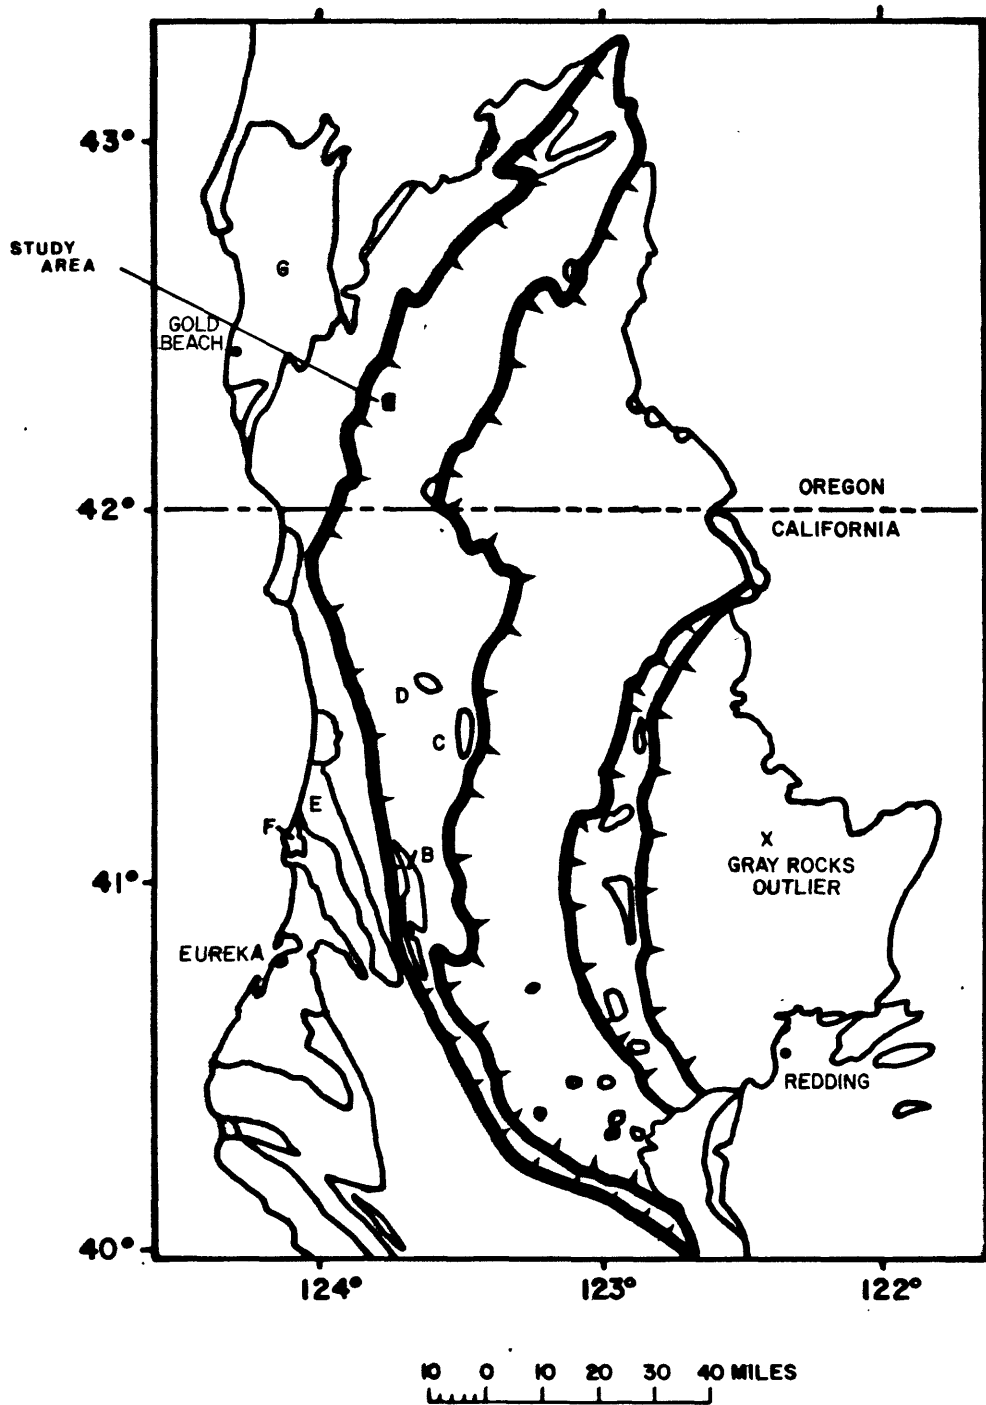 43°
STUDY
AREA
G
GOLD
BEACH
42°
OREGON
CALIFORNIA
D
C
E
F
B
X
GRAY ROCKS
OUTLIER
41°
EUREKA
REDDING
40°
124°
123°
122°
10 0 10 20 30 40 MILES